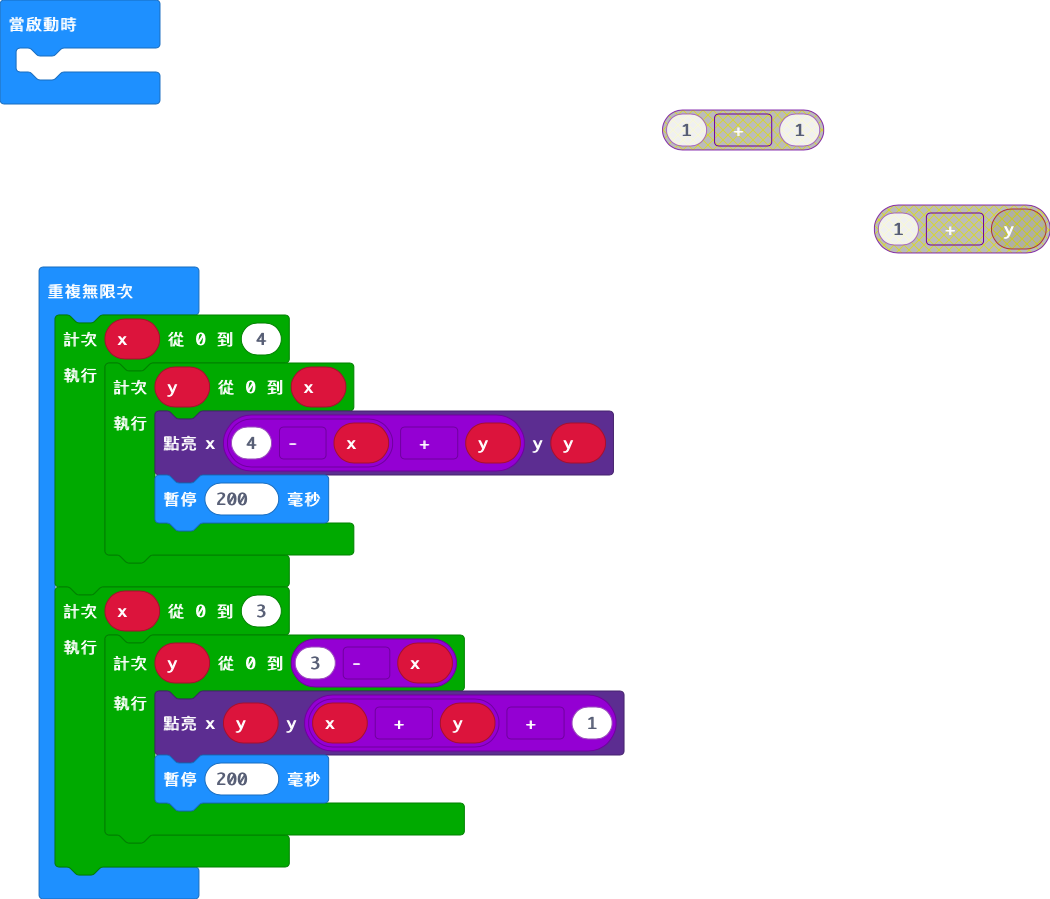 當啟動時
1 + 1
1 + y
重複無限次
計次 x 從 0 到 4
執行
計次 y 從 0 到 x
執行
點亮 x 4 - x + y y y
暫停 200 毫秒
計次 x 從 0 到 3
執行
計次 y 從 0 到 3 - x
執行
點亮 x y y x + y + 1
暫停 200 毫秒